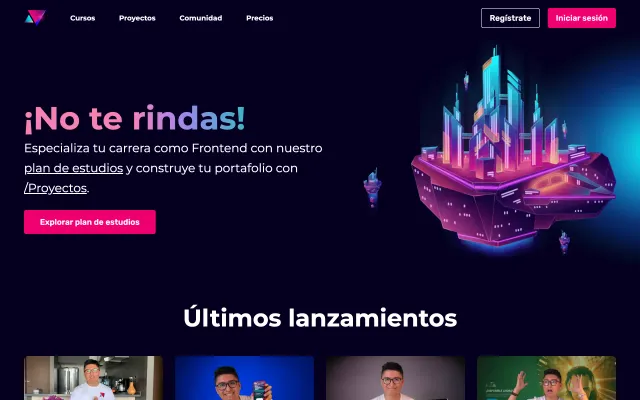 Cursos
Proyectos
Comunidad
Precios
Regístrate
Iniciar sesión
¡No te rindas!
Especializa tu carrera como Frontend con nuestro
plan de estudios y construye tu portafolio con
/Proyectos.
Explorar plan de estudios
Últimos lanzamientos